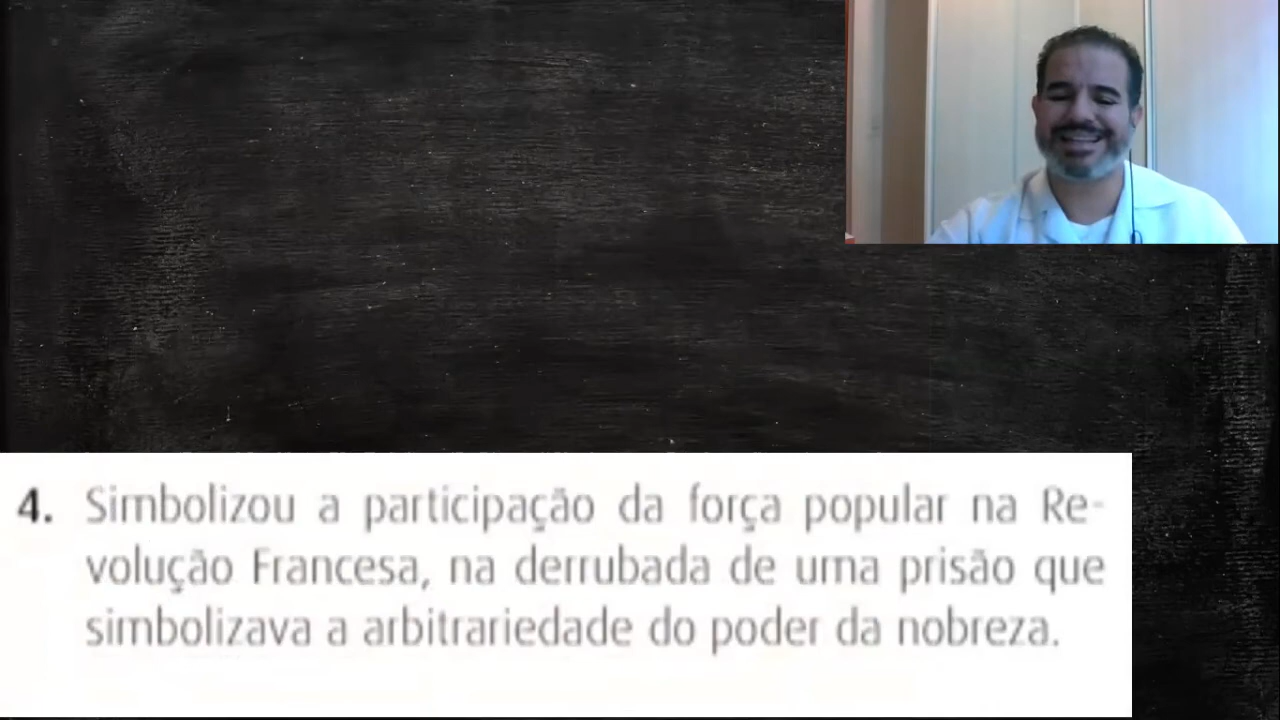 4. Simbolizou a participação da força popular na Re-
volução Francesa, na derrubada de uma prisão que
simbolizava a arbitrariedade do poder da nobreza.